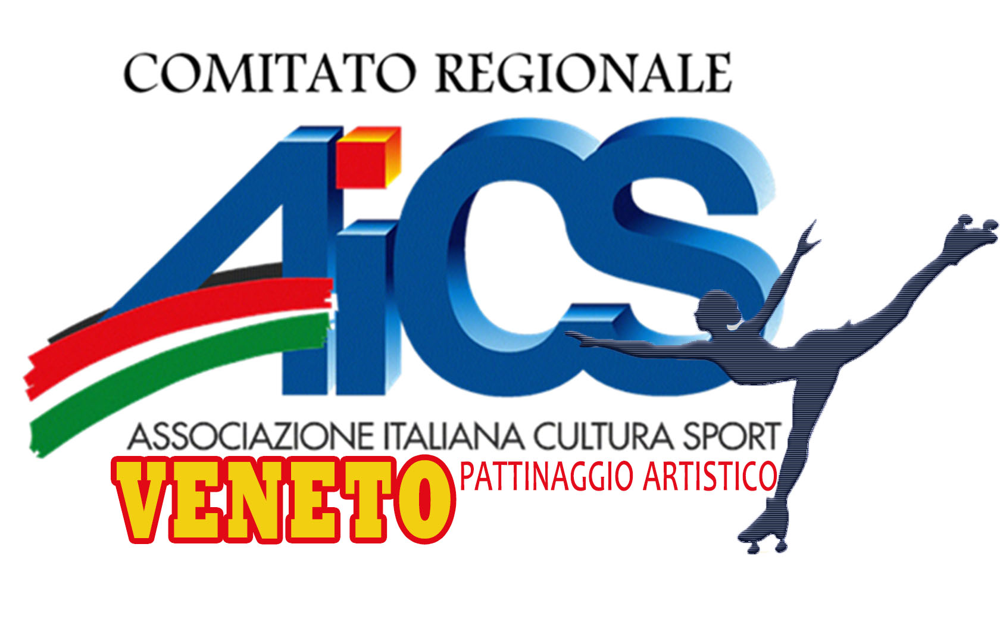 COMITATO REGIONALE
AiCS
ASSOCIAZIONE ITALIANA CULTURA SPORT
VENETO PATTINAGGIO ARTISTICO